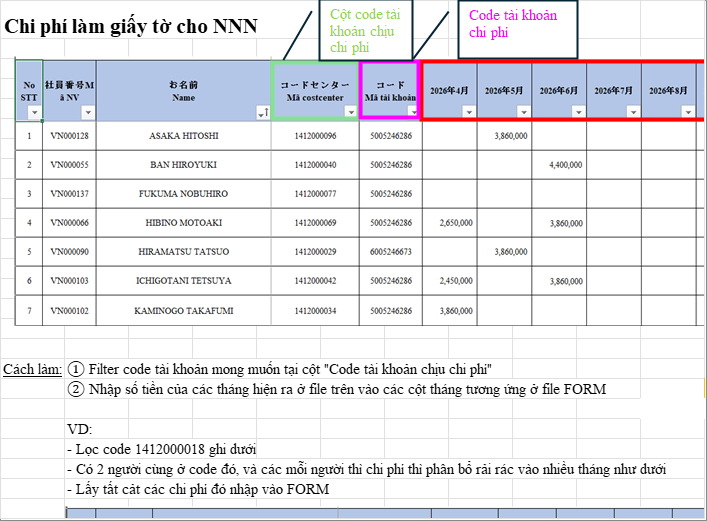 Chi phí làm giấy tờ cho NNN
Cột code tài
khoản chịu
chi phí
Code tài khoản
chi phí
No
STT
社員番号M
ã NV
お名前
Name
コードセンター
Mã costcenter
コード
Mã tài khoản
2026年4月
2026年5月
2026年6月
2026年7月
2026年8月
1 VN000128 ASAKA HITOSHI 1412000096 5005246286 3,860,000
2 VN000055 BAN HIROYUKI 1412000040 5005246286 4,400,000
3 VN000137 FUKUMA NOBUHIRO 1412000077 5005246286
4 VN000066 HIBINO MOTOAKI 1412000069 5005246286 2,650,000 3,860,000
5 VN000090 HIRAMATSU TATSUO 1412000029 6005246673 3,860,000
6 VN000103 ICHIGOTANI TETSUYA 1412000042 5005246286 2,450,000 3,860,000
7 VN000102 KAMINOGO TAKAFUMI 1412000034 5005246286 3,860,000
Cách làm: ① Filter code tài khoản mong muốn tại cột "Code tài khoản chịu chi phí"
② Nhập số tiền của các tháng hiện ra ở file trên vào các cột tháng tương ứng ở file FORM
VD:
- Lọc code 1412000018 ghi dưới
- Có 2 người cùng ở code đó, và các mỗi người thì chi phí thì phân bổ rải rác vào nhiều tháng như dưới
- Lấy tất cát các chi phí đó nhập vào FORM